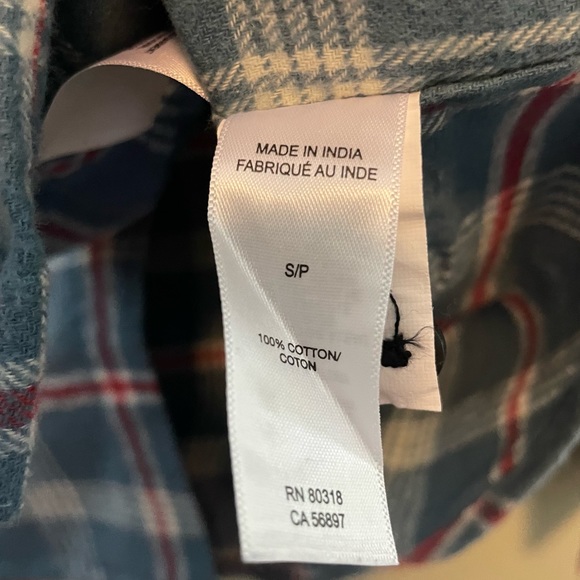 MADE IN INDIA
FABRIQUÉ AU INDE
S/P
100% COTTON/
COTON
RN 80318
CA 56897